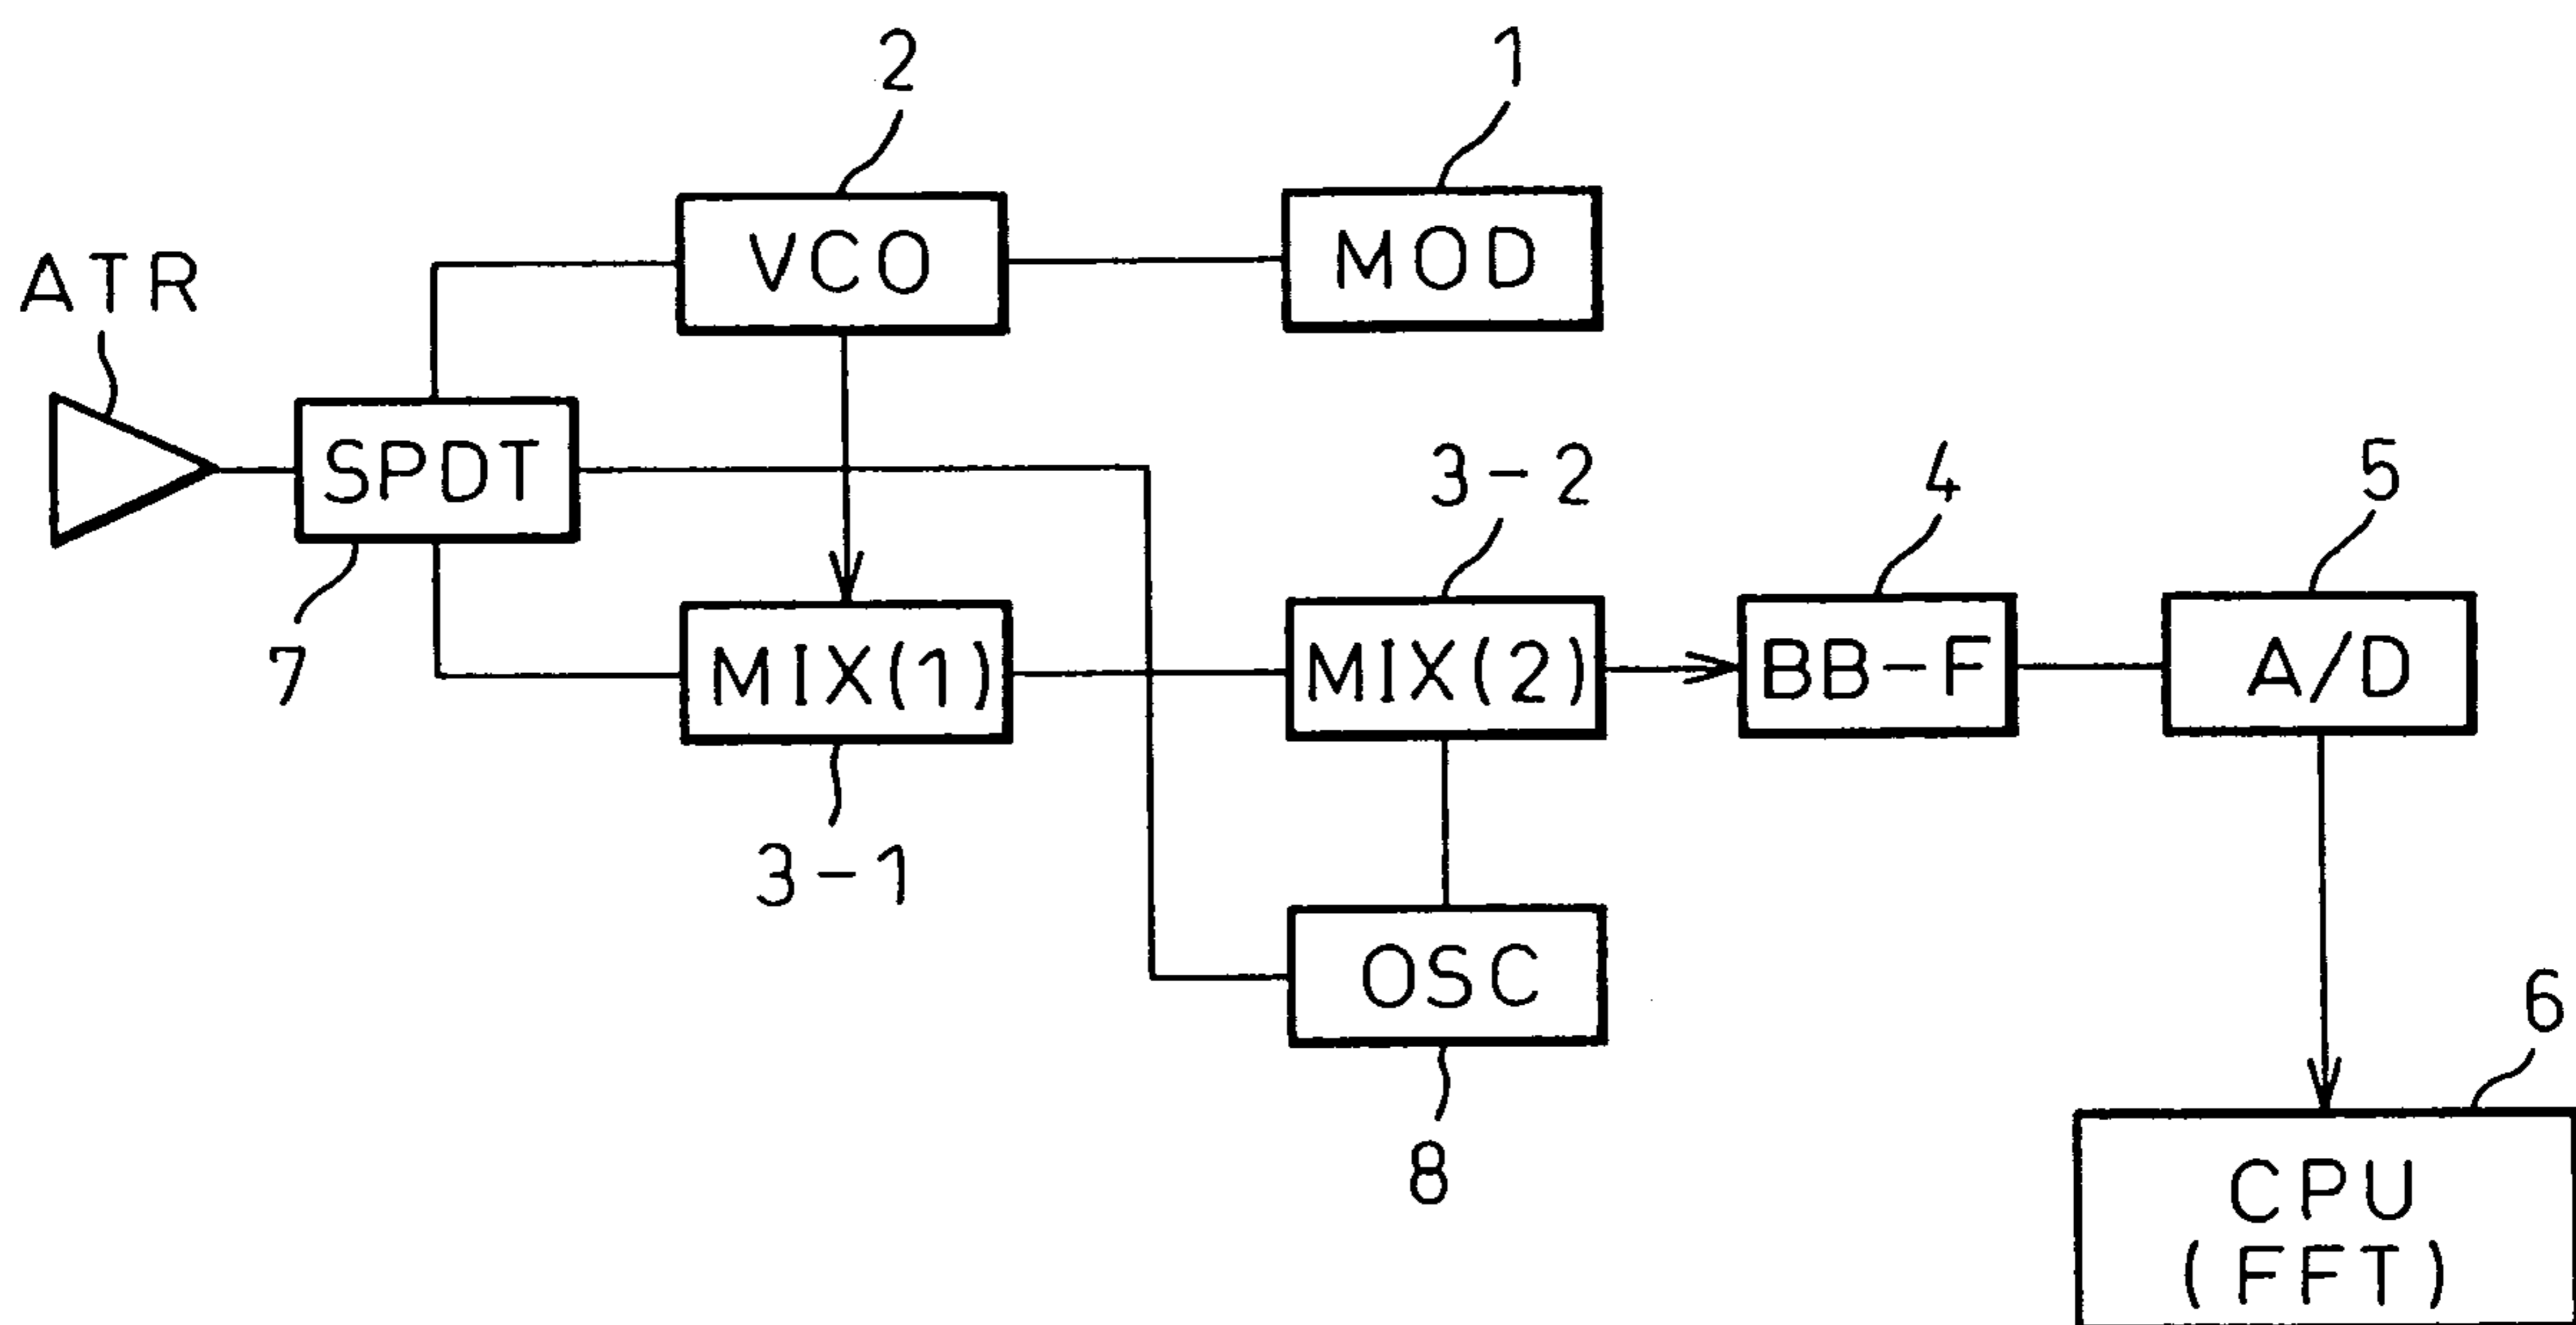 2
1
VCO
MOD
ATR
SPDT
3-2
4
5
7
MIX(1)
MIX(2)
BB-F
A/D
3-1
OSC
6
8
CPU
(FFT)